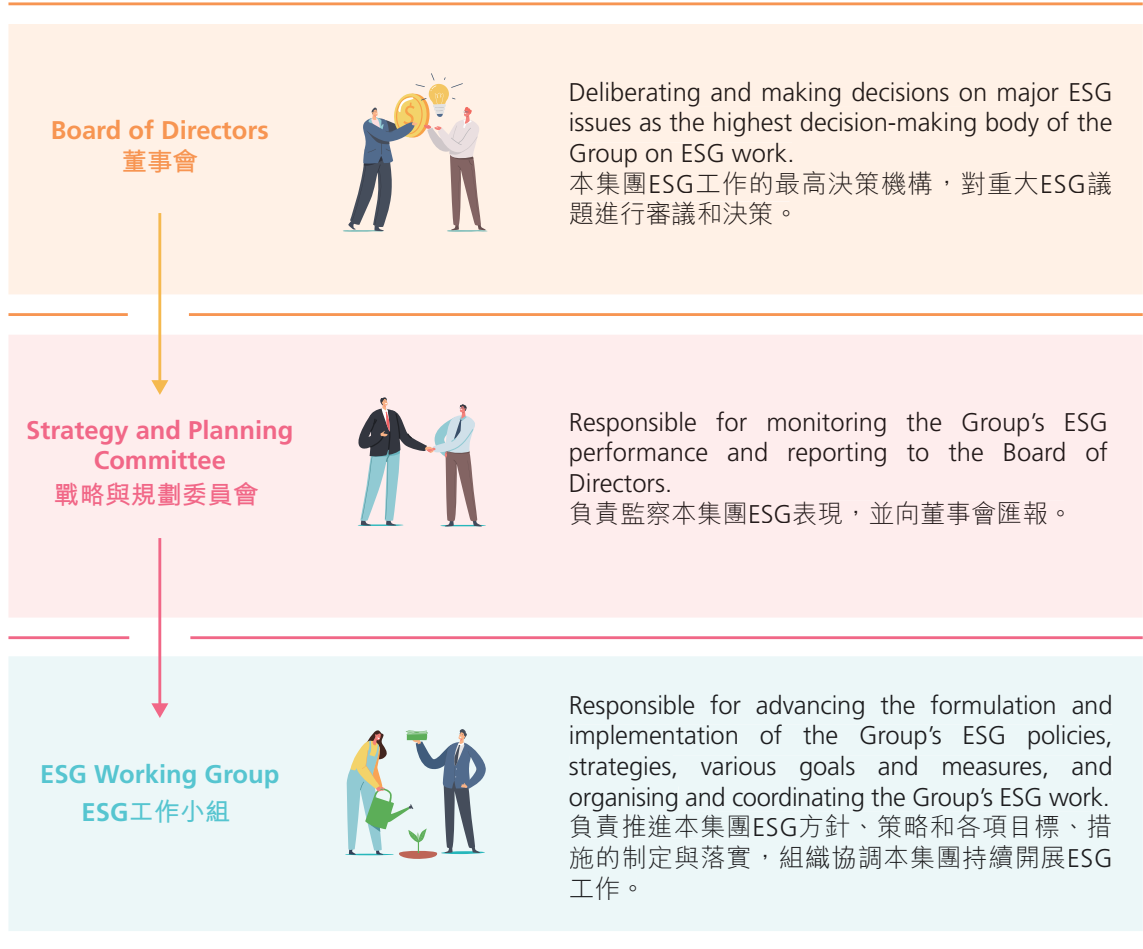 Board of Directors
董事會
Deliberating and making decisions on major ESG
issues as the highest decision-making body of the
Group on ESG work.
本集團ESG工作的最高決策機構，對重大ESG議
題進行審議和決策。
Strategy and Planning
Committee
戰略與規劃委員會
Responsible for monitoring the Group's ESG
performance and reporting to the Board of
Directors.
負責監察本集團ESG表現，並向董事會匯報。
ESG Working Group
ESG工作小組
Responsible for advancing the formulation and
implementation of the Group's ESG policies,
strategies, various goals and measures, and
organising and coordinating the Group's ESG work.
負責推進本集團ESG方針、策略和各項目標、措
施的制定與落實，組織協調本集團持續開展ESG
工作。